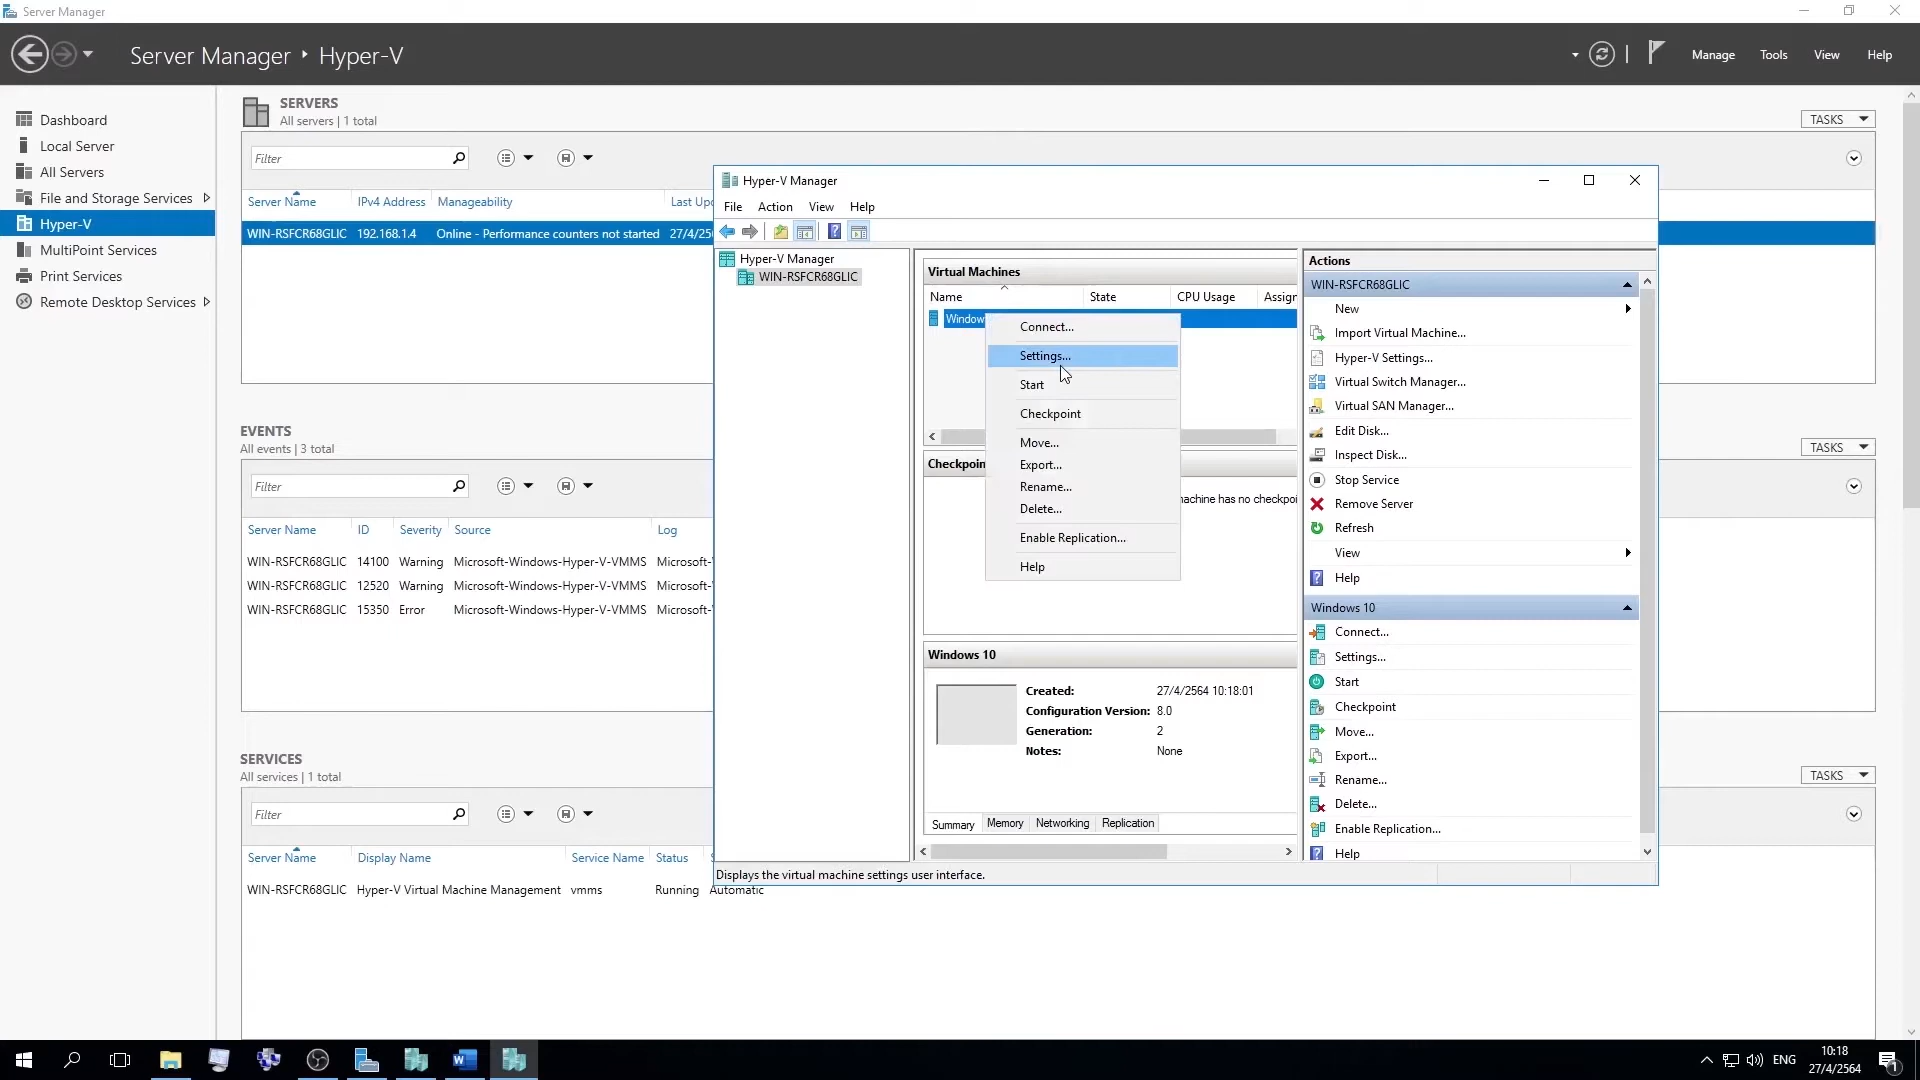 Server Manager
Server Manager ‣ Hyper-V
Manage Tools View Help
Dashboard
Local Server
All Servers
File and Storage Services
Hyper-V
MultiPoint Services
Print Services
Remote Desktop Services
SERVERS
All servers | 1 total
TASKS
Filter
Server Name IPv4 Address Manageability Last Upd
WIN-RSFCR68GLIC 192.168.1.4 Online - Performance counters not started 27/4/25
EVENTS
All events | 3 total
TASKS
Filter
Server Name ID Severity Source Log
WIN-RSFCR68GLIC 14100 Warning Microsoft-Windows-Hyper-V-VMMS Microsoft-
WIN-RSFCR68GLIC 12520 Warning Microsoft-Windows-Hyper-V-VMMS Microsoft-
WIN-RSFCR68GLIC 15350 Error Microsoft-Windows-Hyper-V-VMMS Microsoft-
SERVICES
All services | 1 total
TASKS
Filter
Server Name Display Name Service Name Status
WIN-RSFCR68GLIC Hyper-V Virtual Machine Management vmms Running Automatic
Hyper-V Manager
File Action View Help
Hyper-V Manager
WIN-RSFCR68GLIC
Virtual Machines
Name State CPU Usage Assign
Window
Connect...
Settings...
Start
Checkpoint
Move...
Export...
Rename...
Delete...
Enable Replication...
Help
Checkpoin
machine has no checkpoi
Windows 10
Created: 27/4/2564 10:18:01
Configuration Version: 8.0
Generation: 2
Notes: None
Summary Memory Networking Replication
Displays the virtual machine settings user interface.
Actions
WIN-RSFCR68GLIC
New
Import Virtual Machine...
Hyper-V Settings...
Virtual Switch Manager...
Virtual SAN Manager...
Edit Disk...
Inspect Disk...
Stop Service
Remove Server
Refresh
View
Help
Windows 10
Connect...
Settings...
Start
Checkpoint
Move...
Export...
Rename...
Delete...
Enable Replication...
Help
ENG
10:18
27/4/2564
1